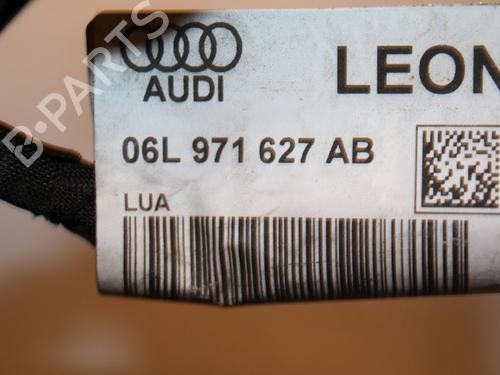 B-PARTS
AUDI
LEON
06L 971 627 AB
LUA